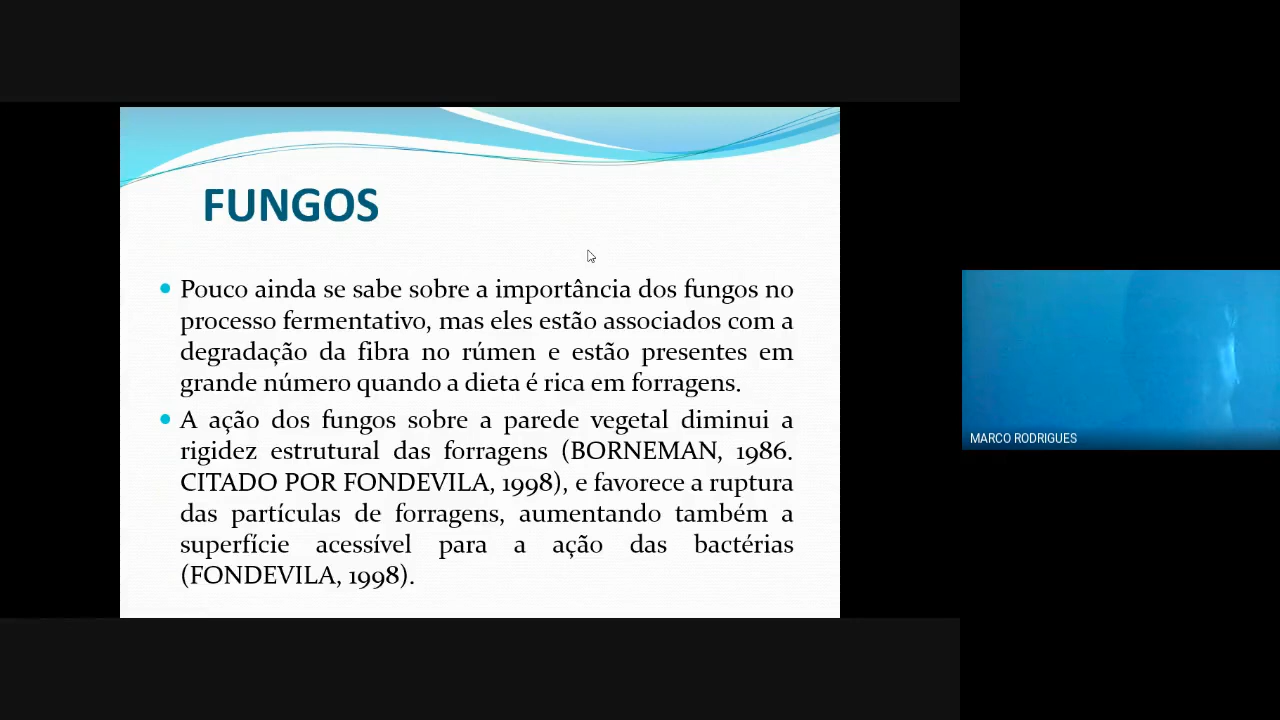 FUNGOS
Pouco ainda se sabe sobre a importância dos fungos no
processo fermentativo, mas eles estão associados com a
degradação da fibra no rúmen e estão presentes em
grande número quando a dieta é rica em forragens.
A ação dos fungos sobre a parede vegetal diminui a
rigidez estrutural das forragens (BORNEMAN, 1986.
CITADO POR FONDEVILA, 1998), e favorece a ruptura
das partículas de forragens, aumentando também a
superfície acessível para a ação das bactérias
(FONDEVILA, 1998).
MARCO RODRIGUES